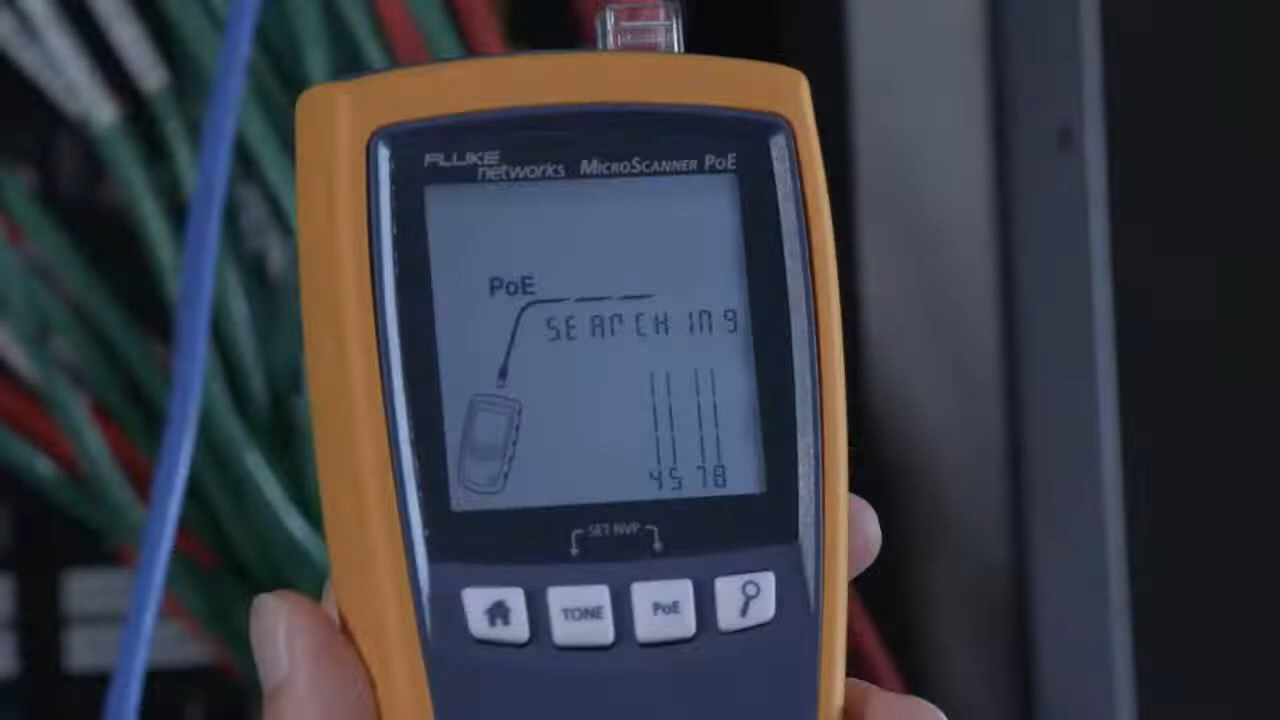 FLUKE
networks
MICROSCANNER PoE
PoE
SEARCHING
45 78
SET NVP
TONE
PoE